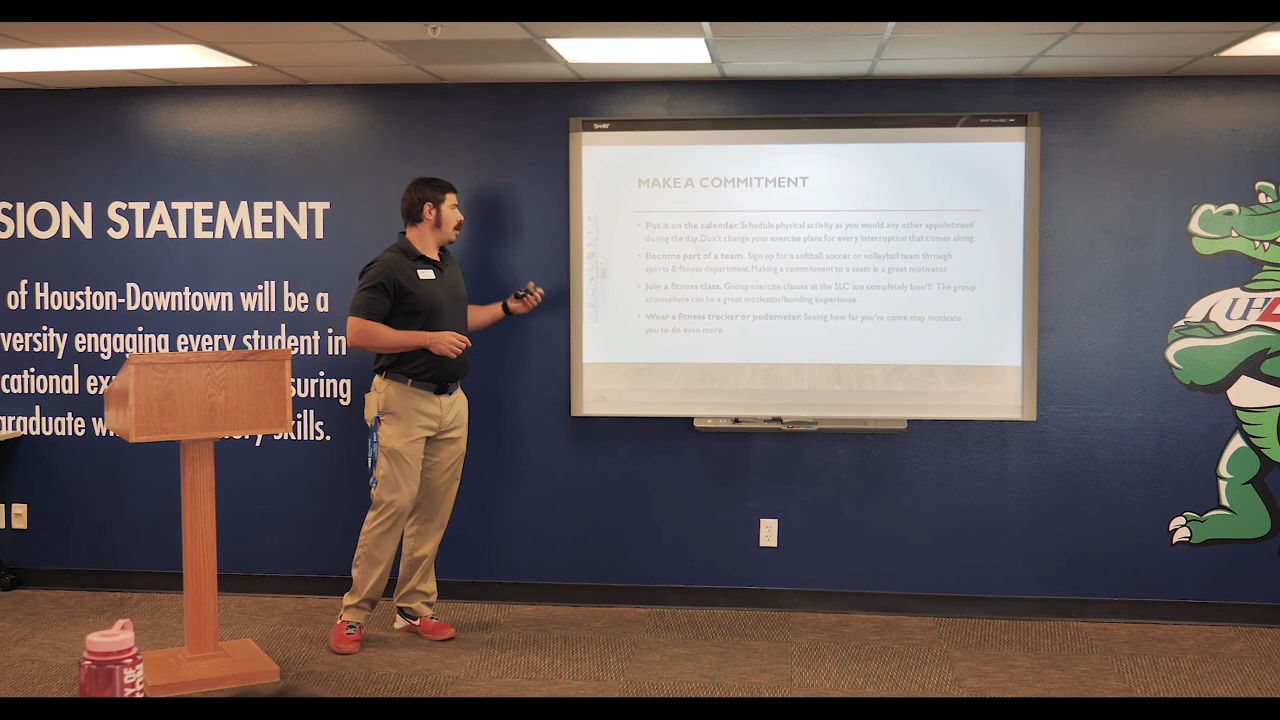 SION STATEMENT
of Houston-Downtown will be a
versity engaging every student in
cational ex suring
graduate w skills.
SMART
MAKE A COMMITMENT
• Put it on the calendar. Schedule physical activity as you would any other appointment
during the day. Don't change your exercise plans for every interruption that comes along.
• Become part of a team. Sign up for a softball, soccer or volleyball team through
sports & fitness department. Making a commitment to a team is a great motivator.
• Join a fitness class. Group exercise classes at the SLC are completely free!!! The group
atmosphere can be a great motivator/bonding experience.
• Wear a fitness tracker or pedometer. Seeing how far you've come may motivate
you to do even more.
UH